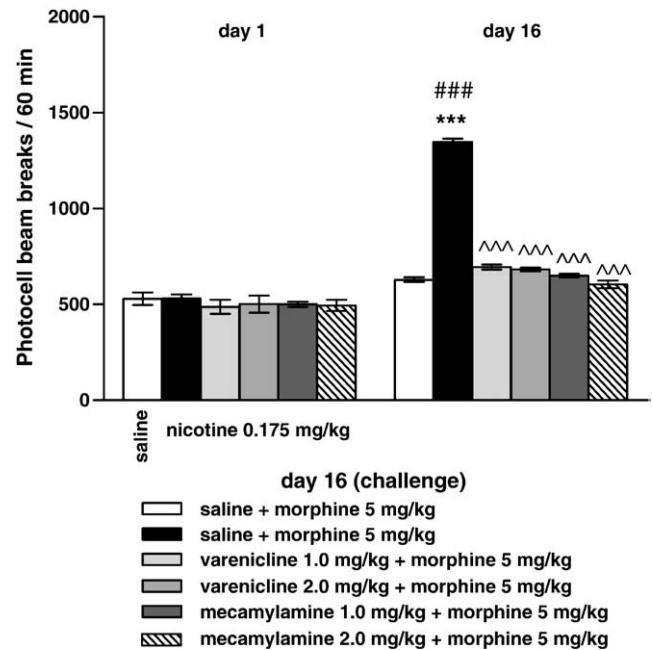 day 1 day 16
2000
1500
1000
500
0
Photocell beam breaks / 60 min
###
***
^^^ ^^^ ^^^ ^^^
saline
nicotine 0.175 mg/kg
day 16 (challenge)
saline + morphine 5 mg/kg
saline + morphine 5 mg/kg
varenicline 1.0 mg/kg + morphine 5 mg/kg
varenicline 2.0 mg/kg + morphine 5 mg/kg
mecamylamine 1.0 mg/kg + morphine 5 mg/kg
mecamylamine 2.0 mg/kg + morphine 5 mg/kg